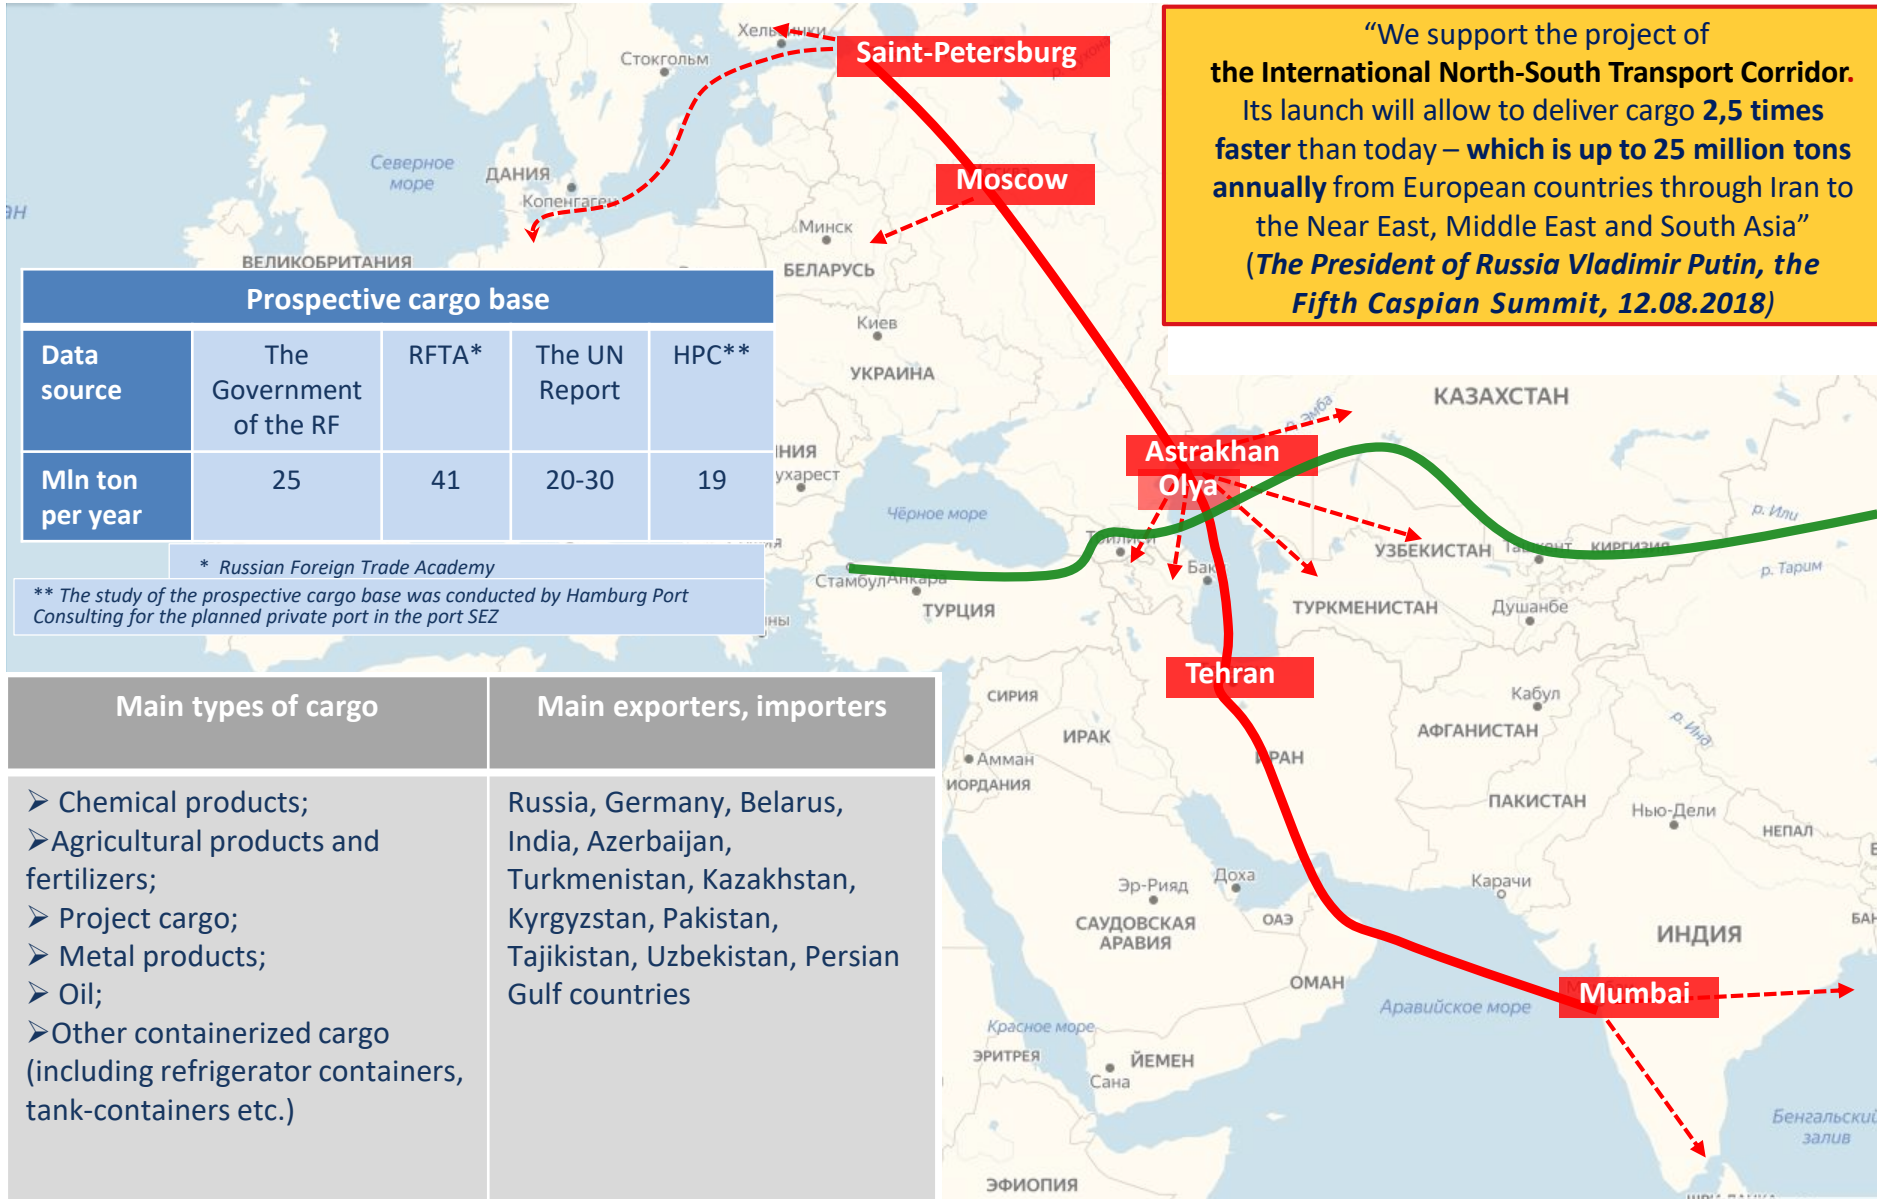 Хельсинки
Saint-Petersburg
Стокгольм
Северное
море
ДАНИЯ
Копенгаген
Moscow
Минск
БЕЛАРУСЬ
ВЕЛИКОБРИТАНИЯ
Киев
УКРАИНА
“We support the project of
the International North-South Transport Corridor.
Its launch will allow to deliver cargo 2,5 times
faster than today – which is up to 25 million tons
annually from European countries through Iran to
the Near East, Middle East and South Asia”
(The President of Russia Vladimir Putin, the
Fifth Caspian Summit, 12.08.2018)
Prospective cargo base
Data source | The Government of the RF | RFTA* | The UN Report | HPC**
Mln ton per year | 25 | 41 | 20-30 | 19
* Russian Foreign Trade Academy
** The study of the prospective cargo base was conducted by Hamburg Port
Consulting for the planned private port in the port SEZ
КАЗАХСТАН
р. Эмба
Astrakhan
Olya
Чёрное море
Тбилиси
Баку
Стамбул
Анкара
ТУРЦИЯ
УЗБЕКИСТАН
Ташкент
КИРГИЗИЯ
р. Или
р. Тарим
ТУРКМЕНИСТАН
Душанбе
Tehran
СИРИЯ
ИРАК
Амман
ИОРДАНИЯ
ИРАН
Кабул
АФГАНИСТАН
р. Инд
ПАКИСТАН
Нью-Дели
НЕПАЛ
Карачи
Эр-Рияд
Доха
САУДОВСКАЯ
АРАВИЯ
ОАЭ
ОМАН
ИНДИЯ
Mumbai
Аравийское море
Красное море
ЭРИТРЕЯ
ЙЕМЕН
Сана
ЭФИОПИЯ
Бенгальский
залив
Main types of cargo
➢ Chemical products;
➢Agricultural products and
fertilizers;
➢ Project cargo;
➢ Metal products;
➢ Oil;
➢Other containerized cargo
(including refrigerator containers,
tank-containers etc.)
Main exporters, importers
Russia, Germany, Belarus,
India, Azerbaijan,
Turkmenistan, Kazakhstan,
Kyrgyzstan, Pakistan,
Tajikistan, Uzbekistan, Persian
Gulf countries